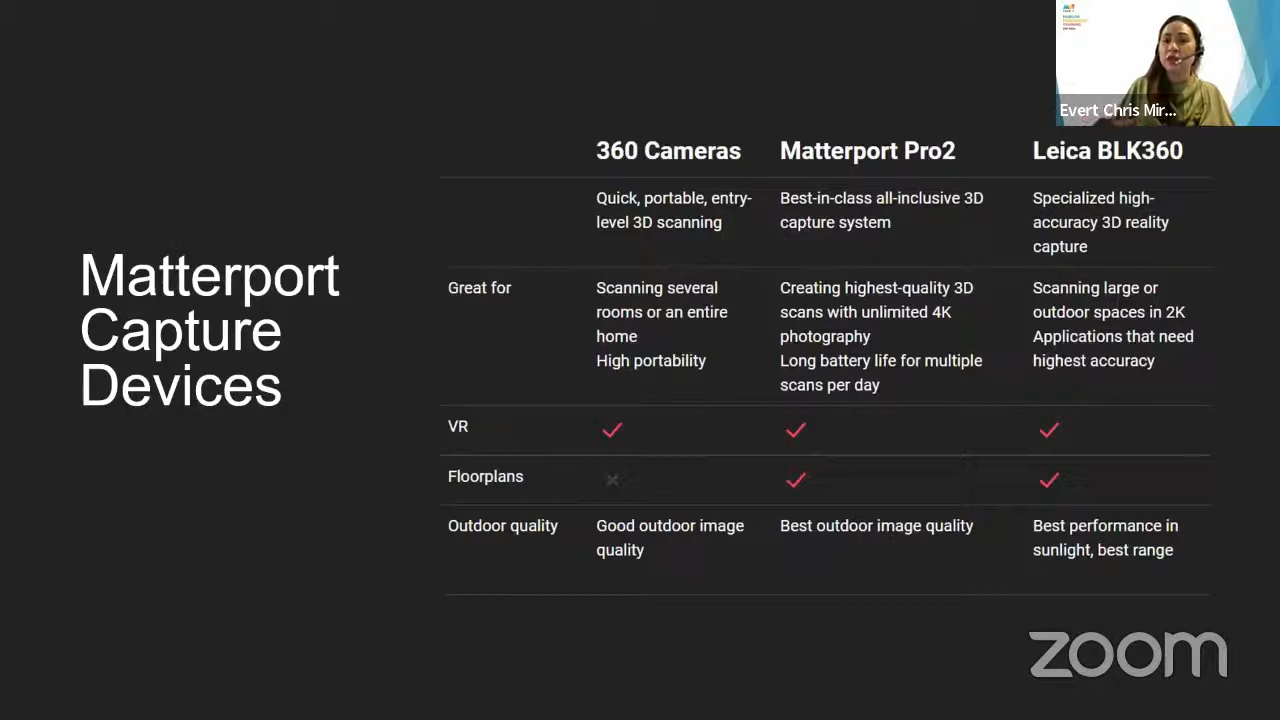 Evert Chris Mir...
360 Cameras
Matterport Pro2
Leica BLK360
Quick, portable, entry-
level 3D scanning
Best-in-class all-inclusive 3D
capture system
Specialized high-
accuracy 3D reality
capture
Matterport
Capture
Devices
Great for
Scanning several
rooms or an entire
home
High portability
Creating highest-quality 3D
scans with unlimited 4K
photography
Long battery life for multiple
scans per day
Scanning large or
outdoor spaces in 2K
Applications that need
highest accuracy
VR
Floorplans
Outdoor quality
Good outdoor image
quality
Best outdoor image quality
Best performance in
sunlight, best range
zoom